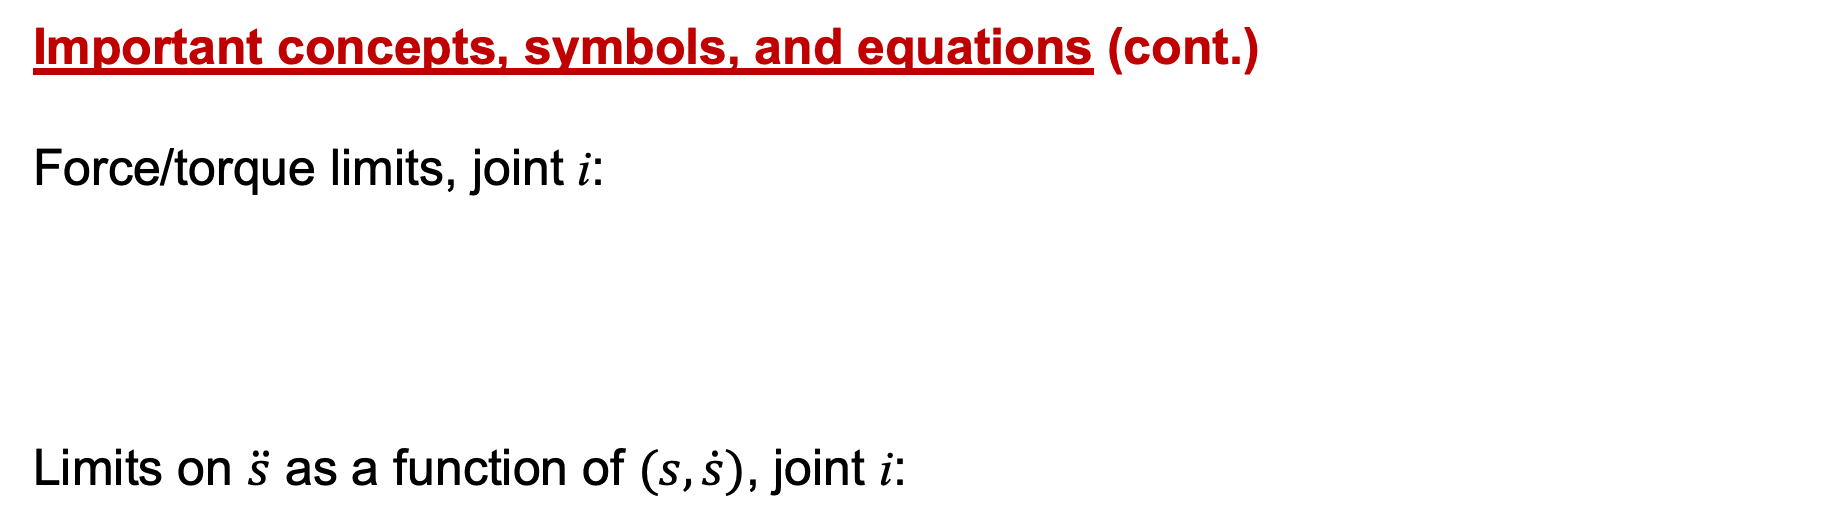 Important concepts, symbols, and equations (cont.)
Force/torque limits, joint i:
Limits on s̈ as a function of (s, ṡ), joint i: